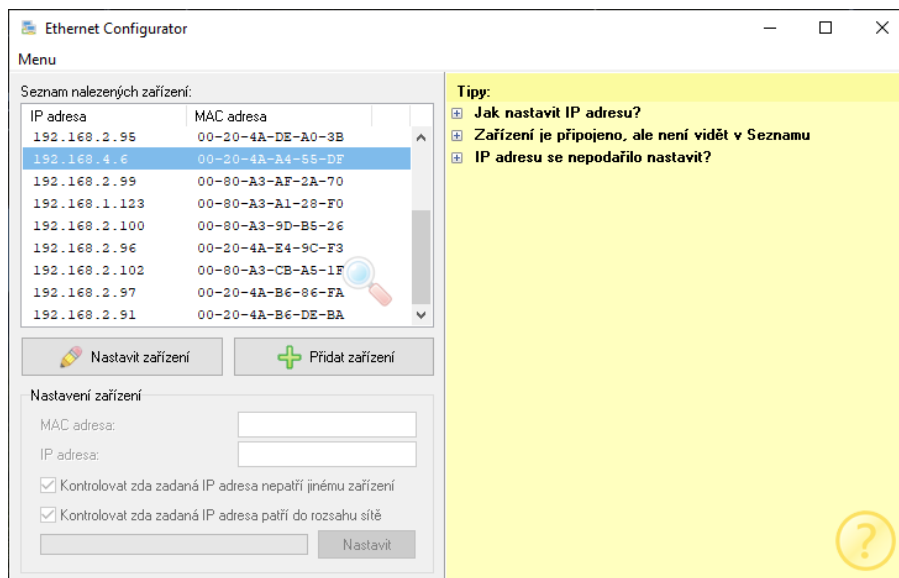 Ethernet Configurator
Menu
Seznam nalezených zařízení:
IP adresa MAC adresa
192.168.2.95 00-20-4A-DE-A0-3B
192.168.4.6 00-20-4A-A4-55-DF
192.168.2.99 00-80-A3-AF-2A-70
192.168.1.123 00-80-A3-A1-28-F0
192.168.2.100 00-80-A3-9D-B5-26
192.168.2.96 00-20-4A-E4-9C-F3
192.168.2.102 00-80-A3-CB-A5-1F
192.168.2.97 00-20-4A-B6-86-FA
192.168.2.91 00-20-4A-B6-DE-BA
Nastavit zařízení Přidat zařízení
Nastavení zařízení
MAC adresa:
IP adresa:
Kontrolovat zda zadaná IP adresa nepatří jinému zařízení
Kontrolovat zda zadaná IP adresa patří do rozsahu sítě
Nastavit
Tipy:
Jak nastavit IP adresu?
Zařízení je připojeno, ale není vidět v Seznamu
IP adresu se nepodařilo nastavit?